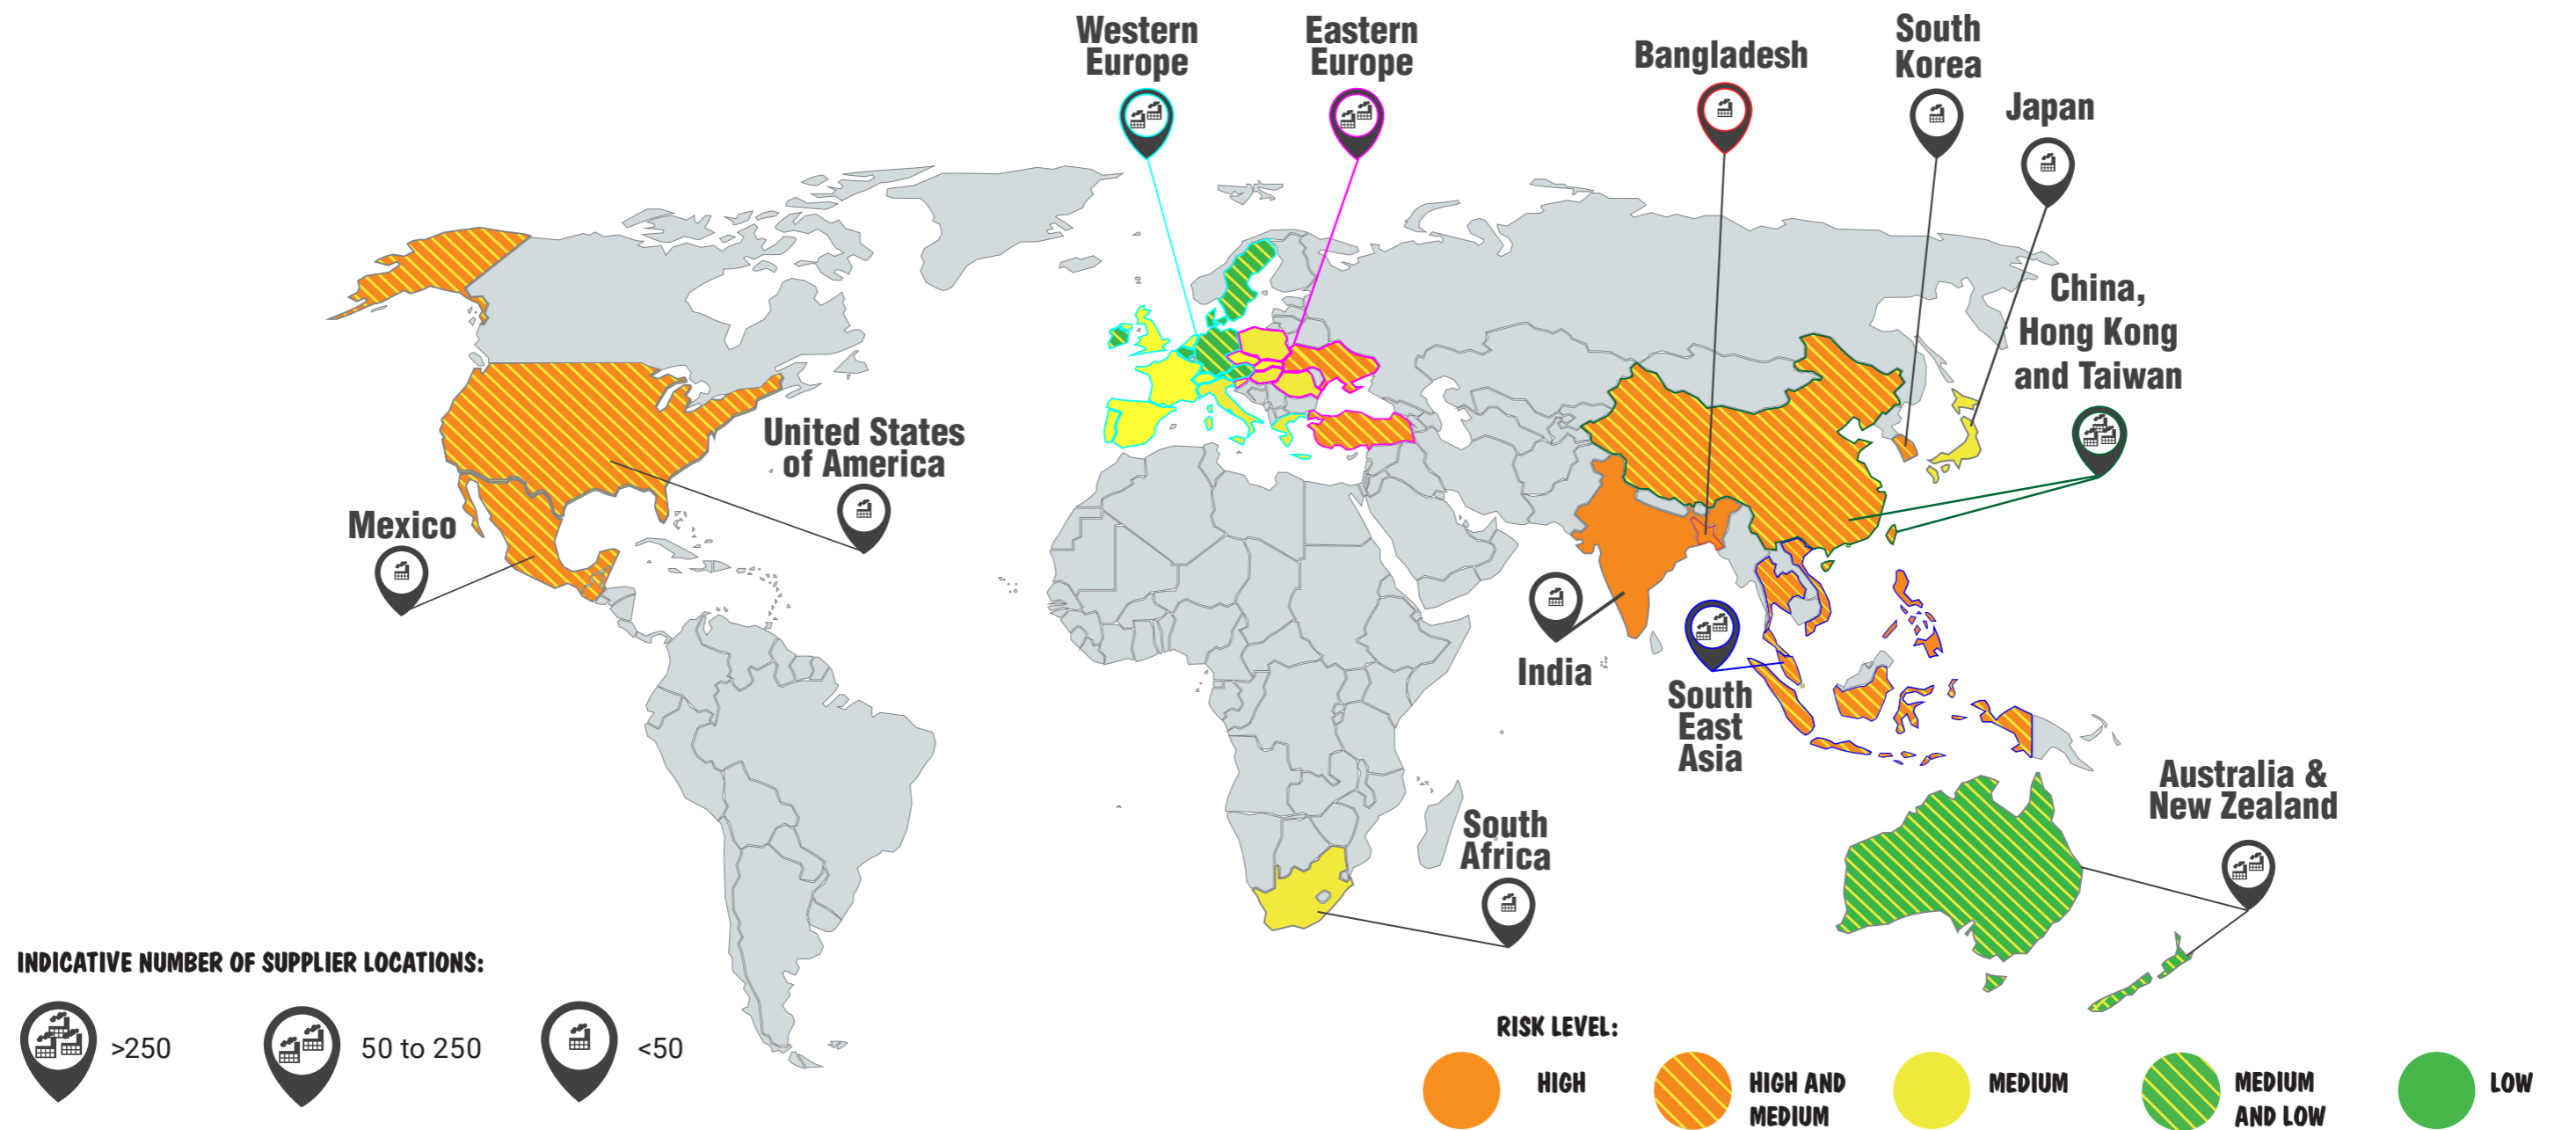 Western
Europe
Eastern
Europe
Bangladesh
South
Korea
Japan
China,
Hong Kong
and Taiwan
United States
of America
Mexico
India
South
East
Asia
South
Africa
Australia &
New Zealand
INDICATIVE NUMBER OF SUPPLIER LOCATIONS:
>250
50 to 250
<50
RISK LEVEL:
HIGH
HIGH AND
MEDIUM
MEDIUM
MEDIUM
AND LOW
LOW